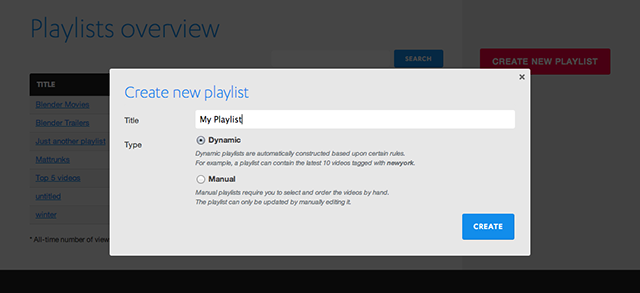 Playlists overview
SEARCH
CREATE NEW PLAYLIST
TITLE
Blender Movies
Blender Trailers
Just another playlist
Mattrunks
Top 5 videos
untitled
winter
* All-time number of view
×
Create new playlist
Title My Playlist
Type Dynamic
Dynamic playlists are automatically constructed based upon certain rules.
For example, a playlist can contain the latest 10 videos tagged with newyork.
Manual
Manual playlists require you to select and order the videos by hand.
The playlist can only be updated by manually editing it.
CREATE